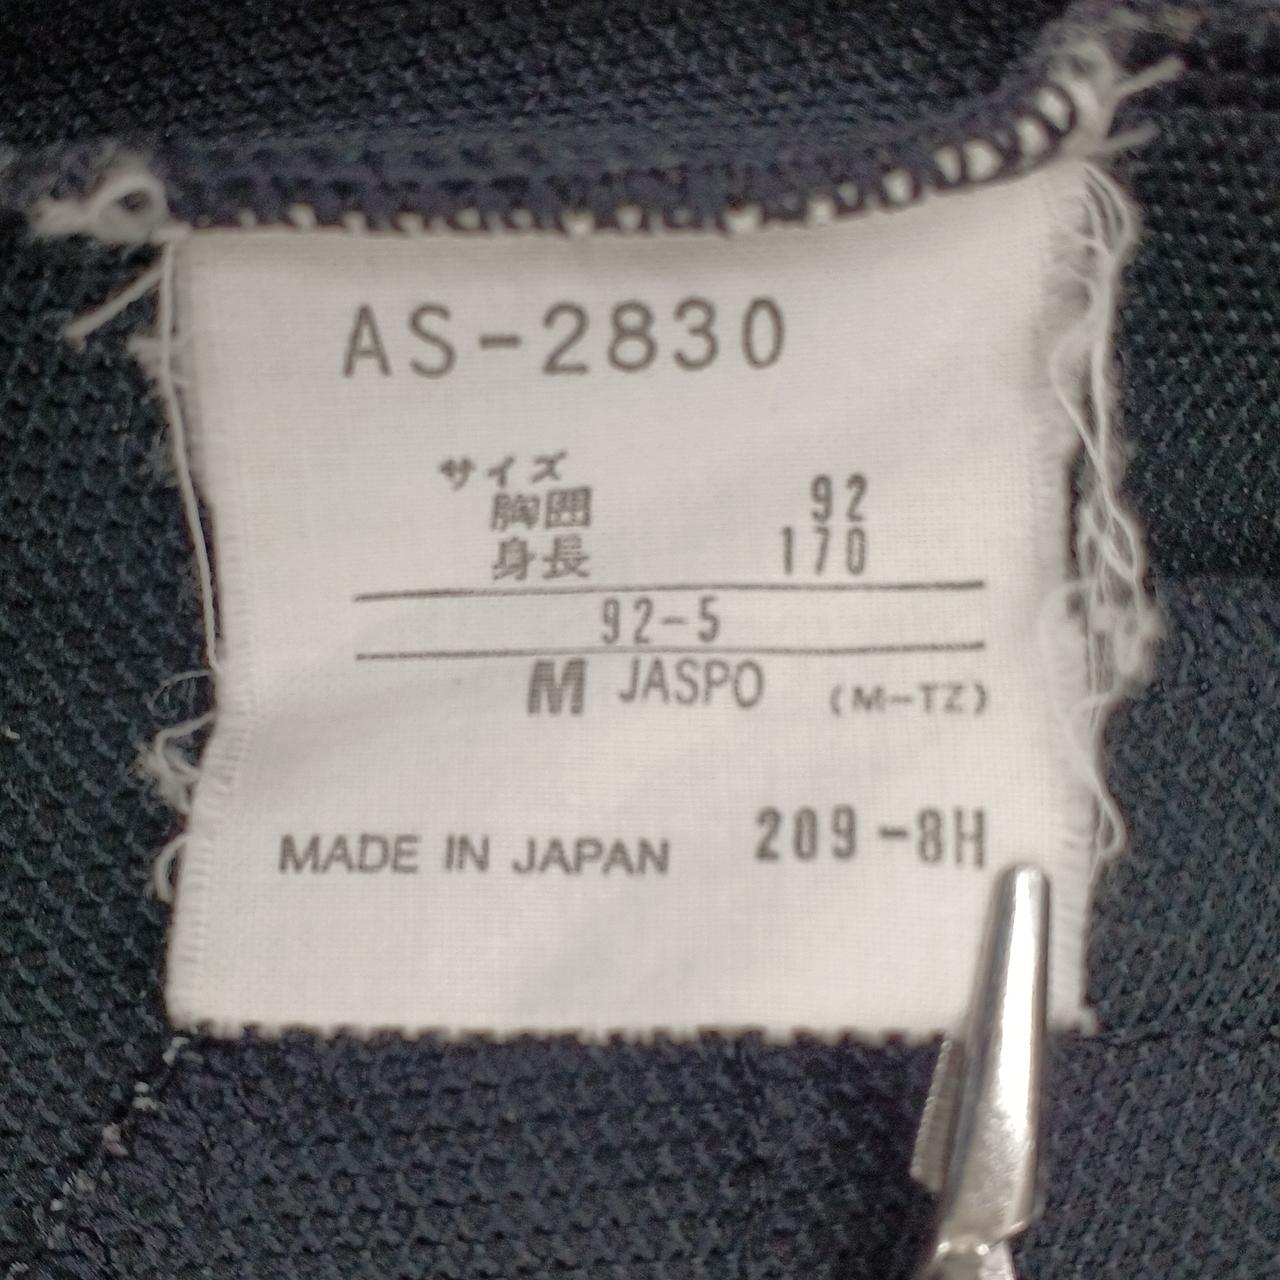 AS-2830
サイズ
胸囲 92
身長 170
92-5
M JASPO (M-TZ)
MADE IN JAPAN 209-8H